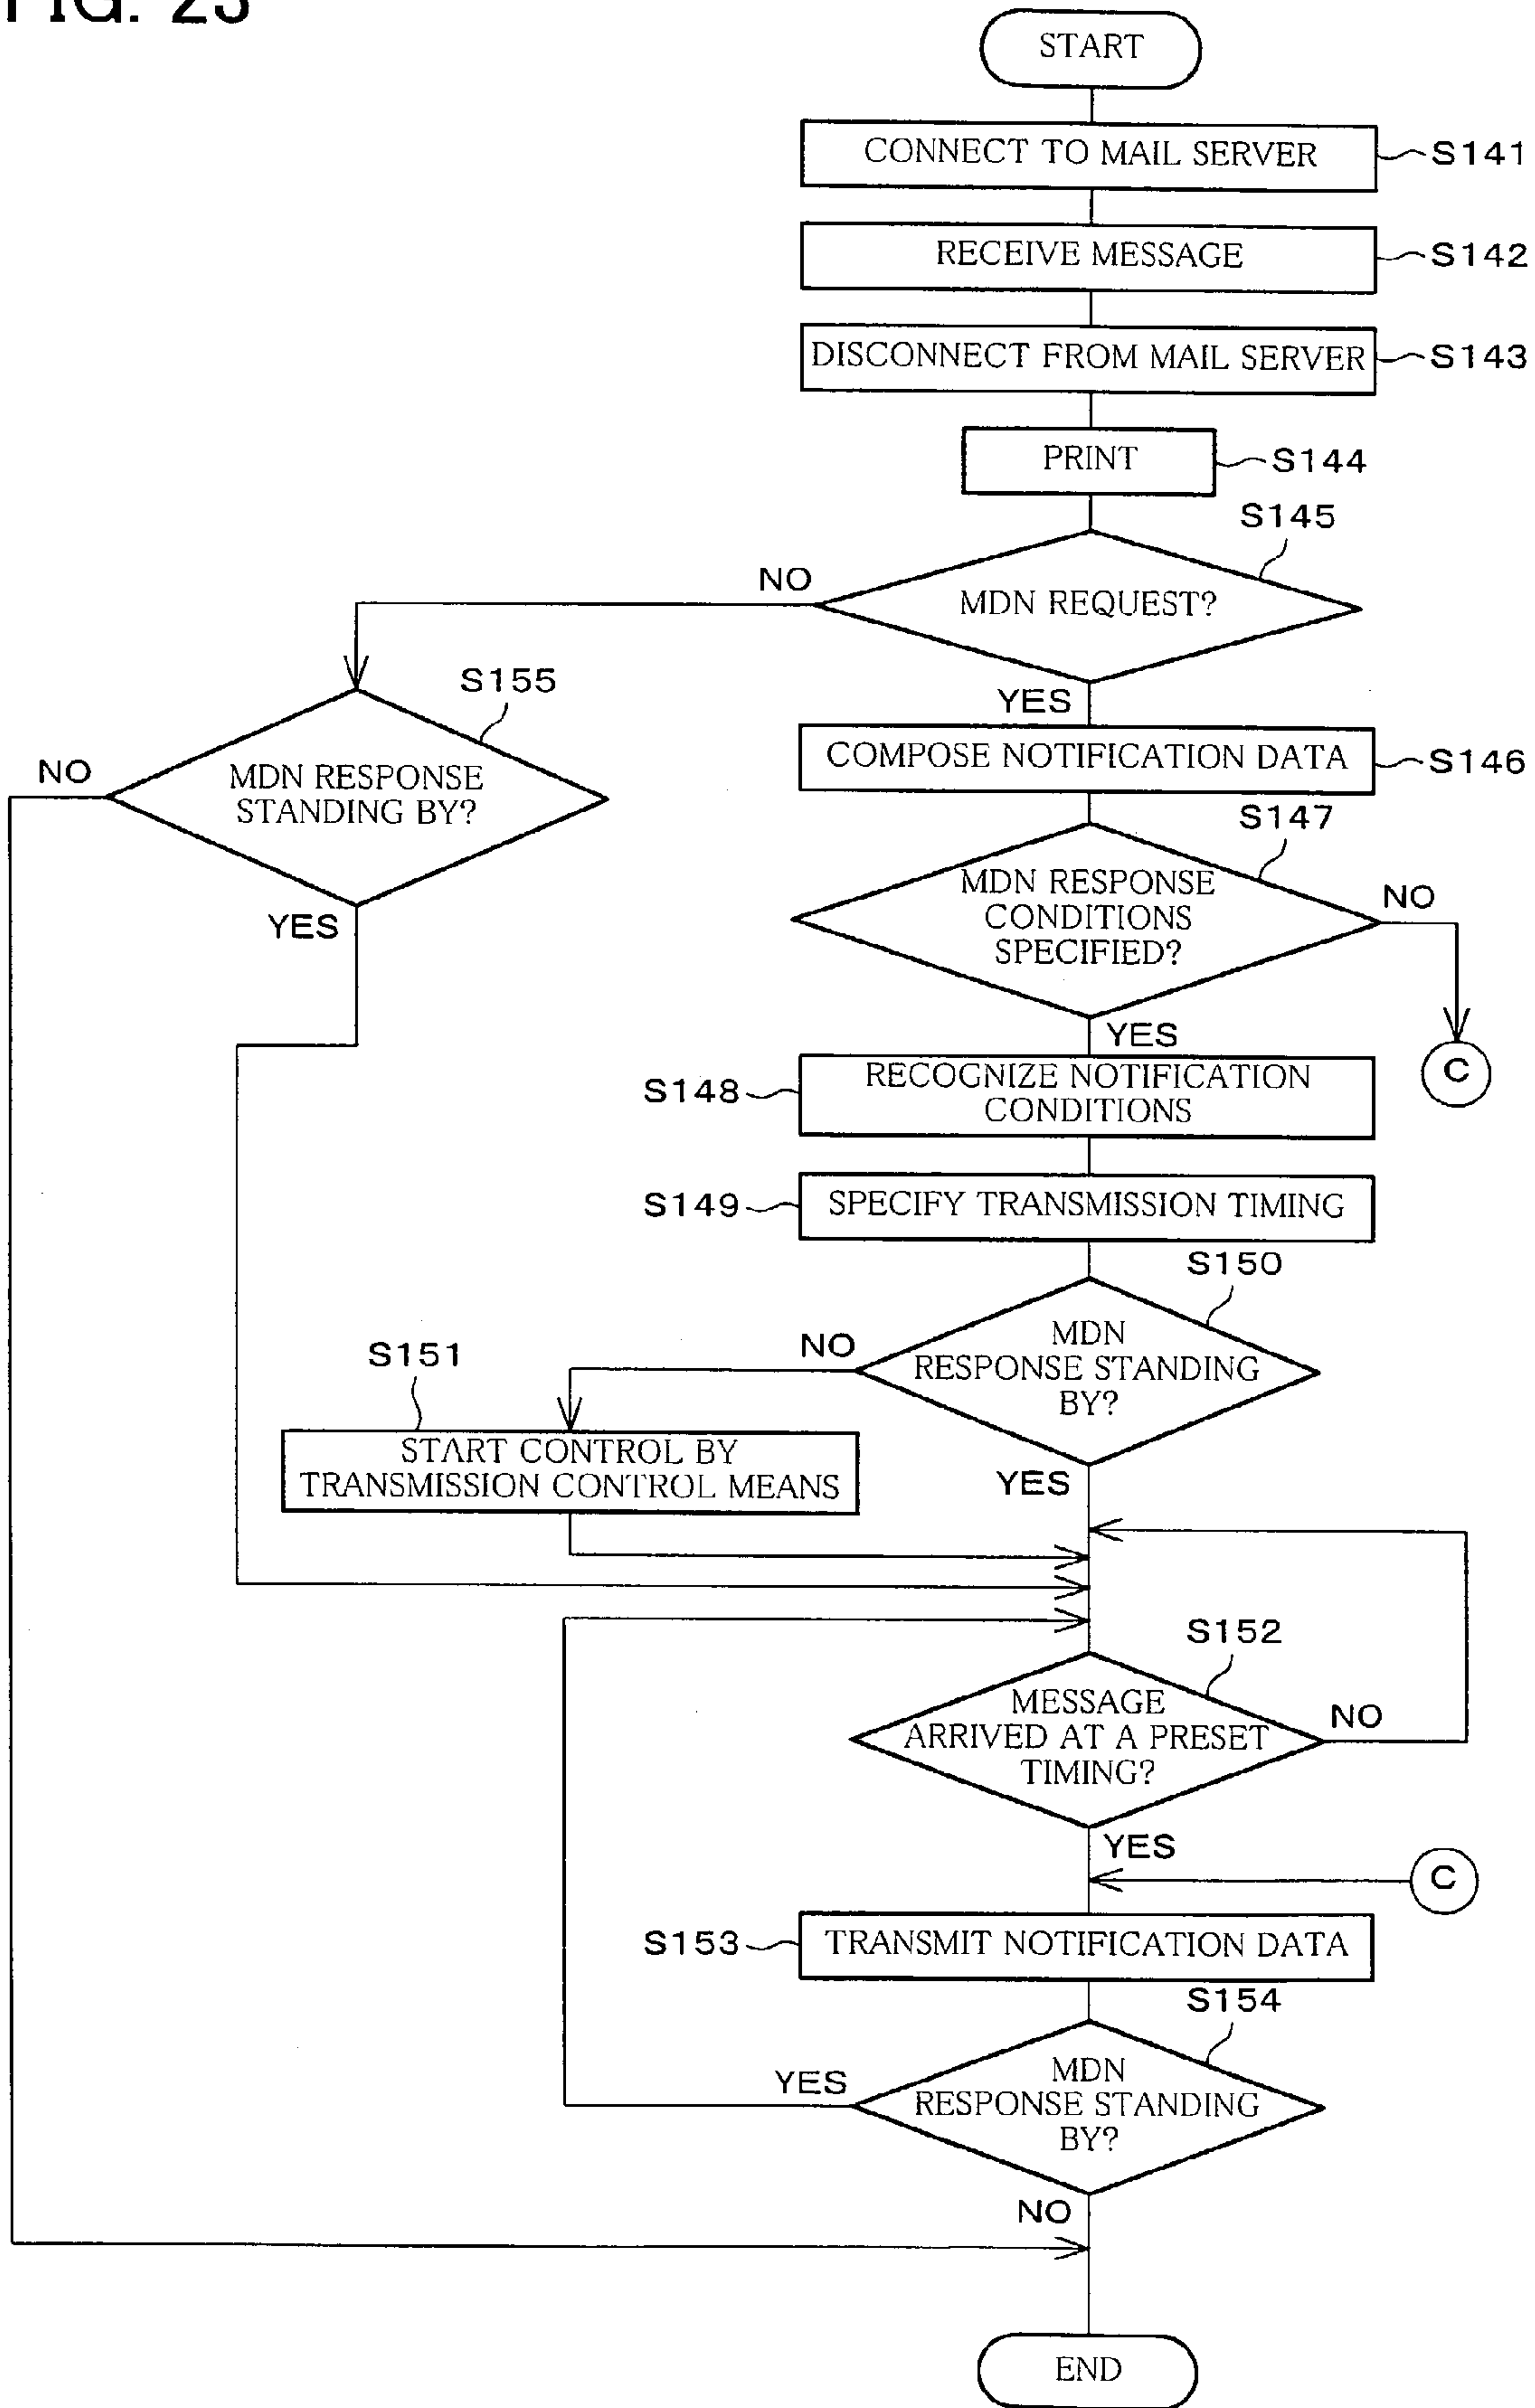 FIG. 23
START
CONNECT TO MAIL SERVER
S141
RECEIVE MESSAGE
S142
DISCONNECT FROM MAIL SERVER
S143
PRINT
S144
S145
NO
MDN REQUEST?
S155
YES
NO
MDN RESPONSE
STANDING BY?
COMPOSE NOTIFICATION DATA
S146
S147
MDN RESPONSE
CONDITIONS
SPECIFIED?
NO
YES
YES
C
S148
RECOGNIZE NOTIFICATION
CONDITIONS
S149
SPECIFY TRANSMISSION TIMING
S150
S151
NO
MDN
RESPONSE STANDING
BY?
START CONTROL BY
TRANSMISSION CONTROL MEANS
YES
S152
MESSAGE
ARRIVED AT A PRESET
TIMING?
NO
YES
C
S153
TRANSMIT NOTIFICATION DATA
S154
YES
MDN
RESPONSE STANDING
BY?
NO
END